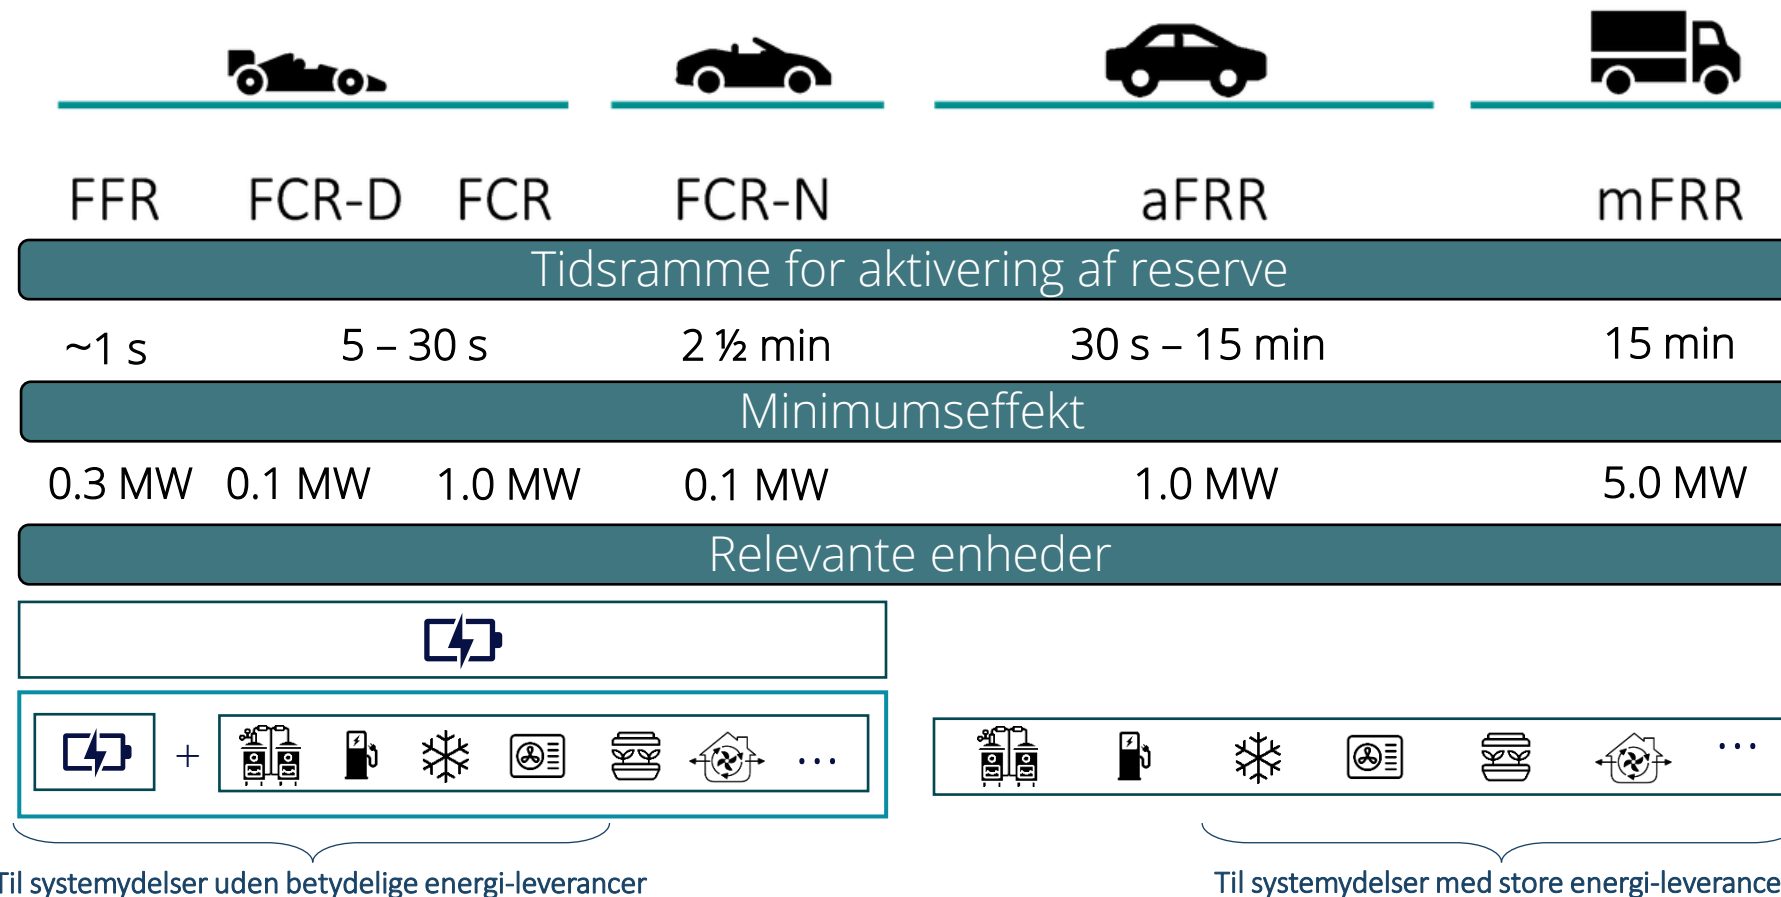 FFR FCR-D FCR FCR-N aFRR mFRR
Tidsramme for aktivering af reserve
~1 s 5 – 30 s 2 ½ min 30 s – 15 min 15 min
Minimumseffekt
0.3 MW 0.1 MW 1.0 MW 0.1 MW 1.0 MW 5.0 MW
Relevante enheder
+ ... ...
Til systemydelser uden betydelige energi-leverancer Til systemydelser med store energi-leverance